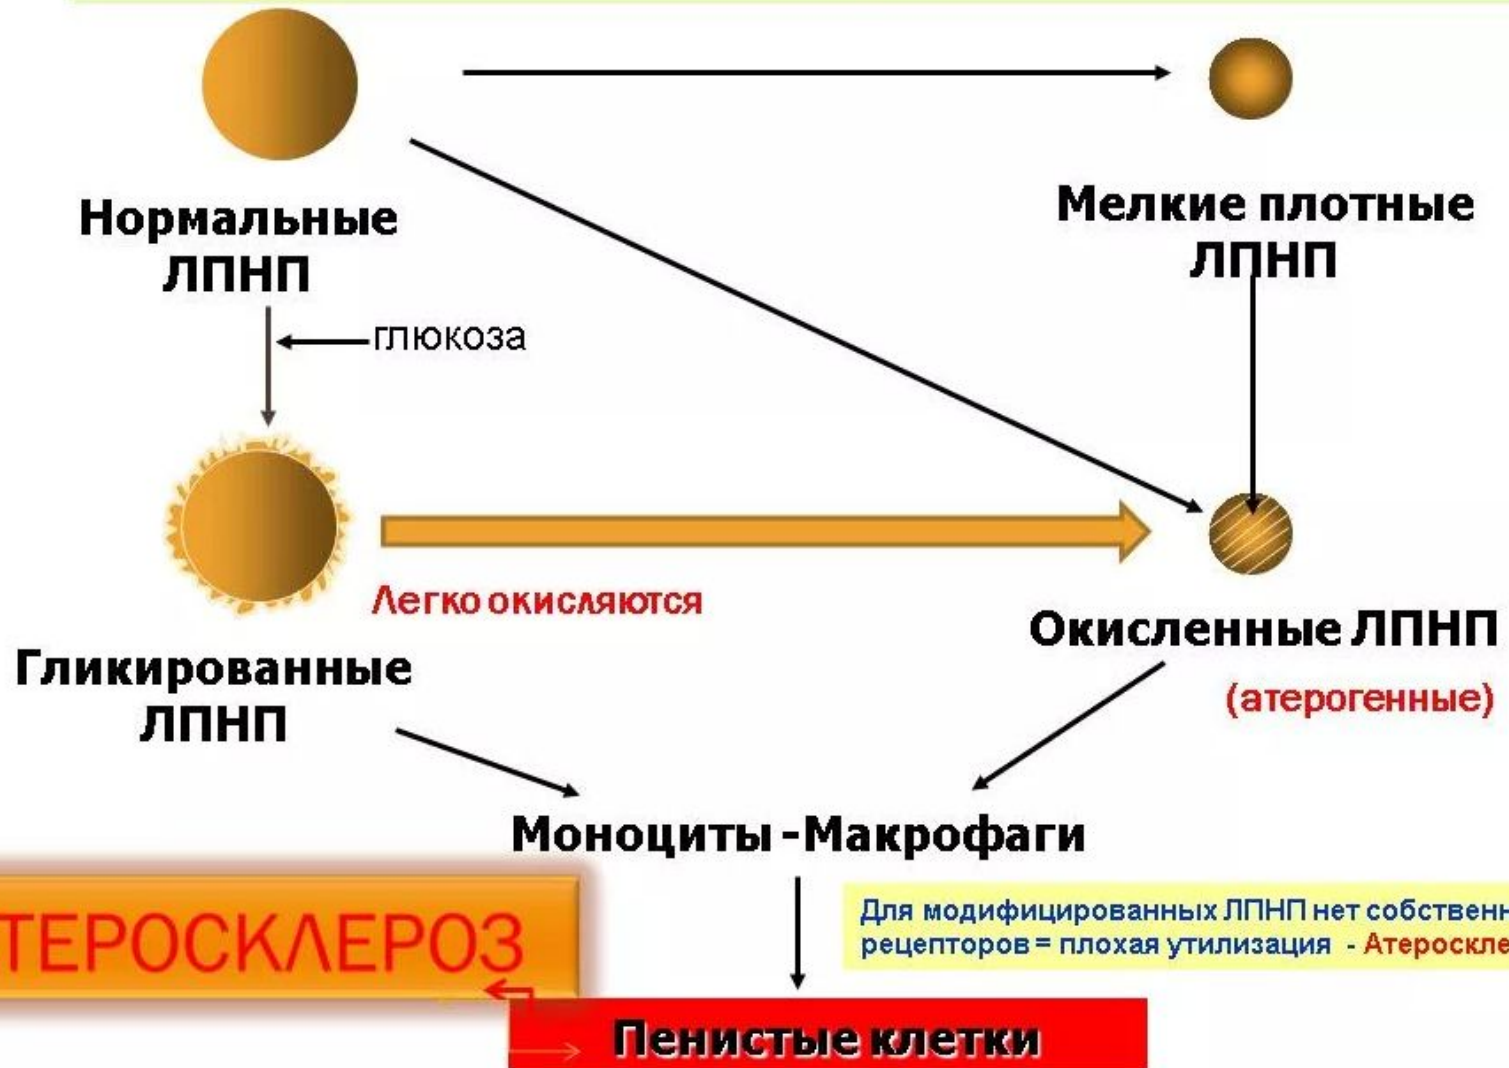 Нормальные
ЛПНП
Мелкие плотные
ЛПНП
глюкоза
Легко окисляются
Гликированные
ЛПНП
Окисленные ЛПНП
(атерогенные)
Моноциты - Макрофаги
ТЕРОСКЛЕРОЗ
Для модифицированных ЛПНП нет собственн
рецепторов = плохая утилизация - Атероскле
Пенистые клетки